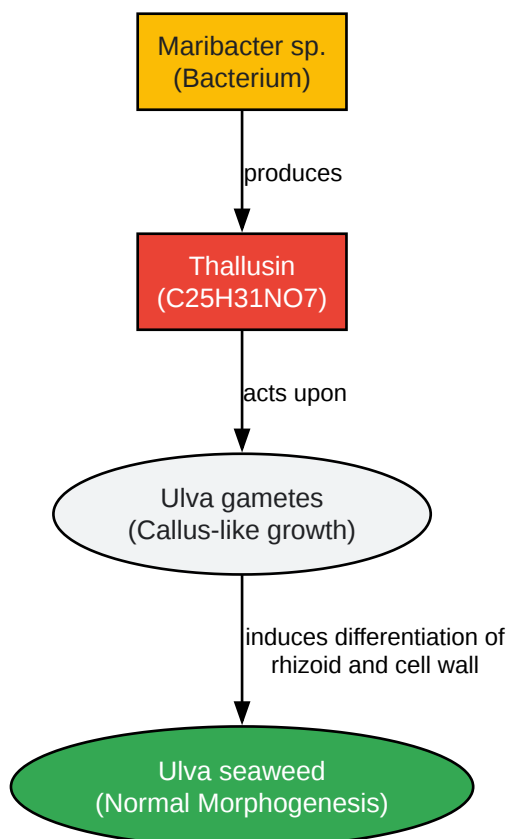 Maribacter sp.
(Bacterium)
produces
Thallusin
(C25H31NO7)
acts upon
Ulva gametes
(Callus-like growth)
induces differentiation of
rhizoid and cell wall
Ulva seaweed
(Normal Morphogenesis)